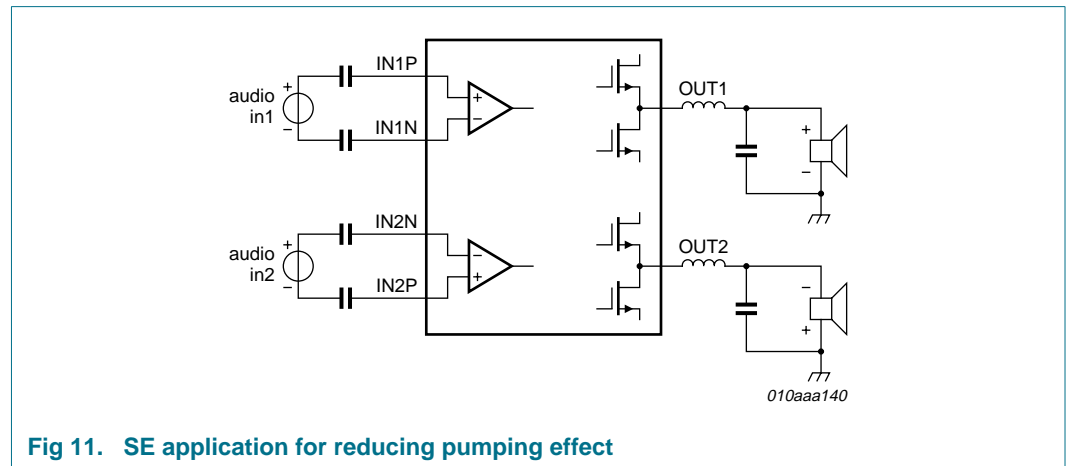 audio
in1
+
−
IN1P
IN1N
+
−
OUT1
+
−
audio
in2
+
−
IN2N
IN2P
−
+
OUT2
−
+
010aaa140
Fig 11. SE application for reducing pumping effect